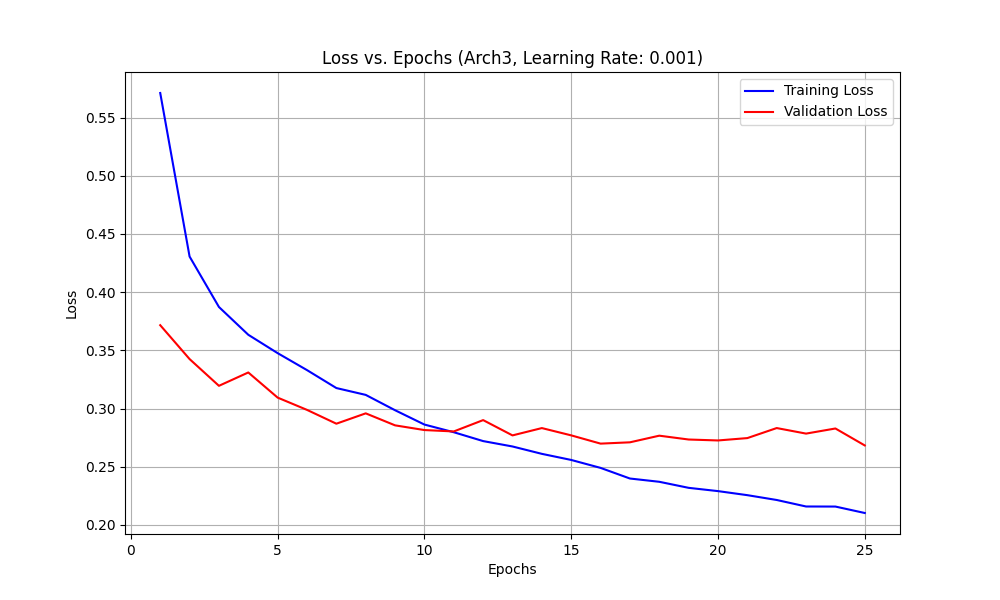 Loss vs. Epochs (Arch3, Learning Rate: 0.001)
Training Loss
Validation Loss
Loss
0.55
0.50
0.45
0.40
0.35
0.30
0.25
0.20
0 5 10 15 20 25
Epochs